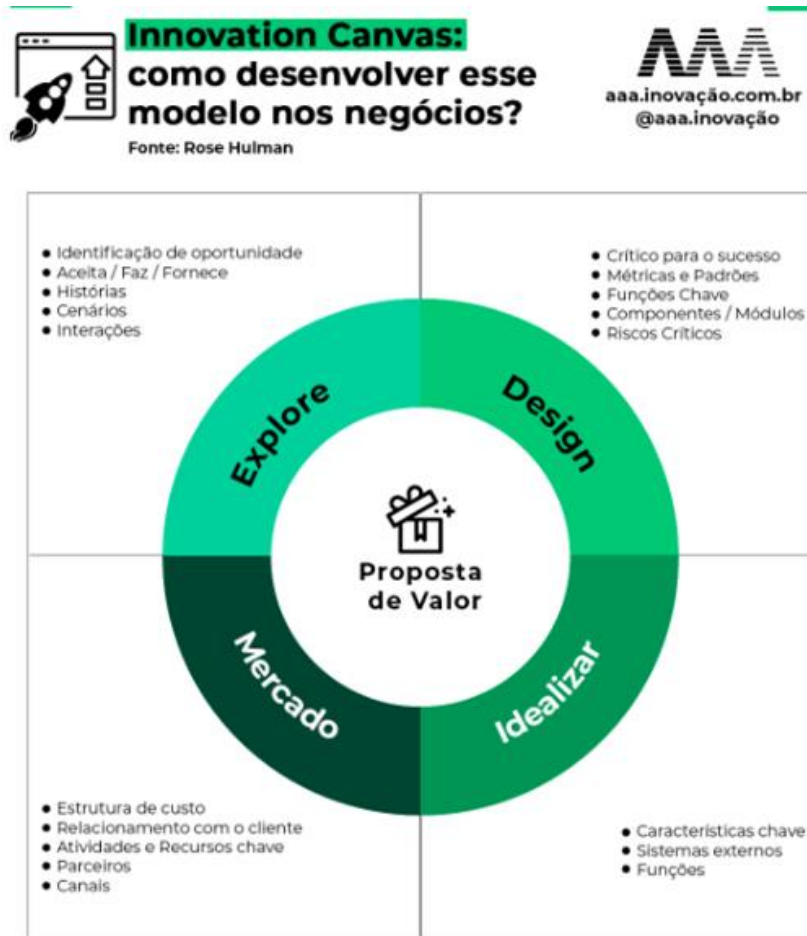 Innovation Canvas:
como desenvolver esse
modelo nos negócios?
Fonte: Rose Hulman
AAA
aaa.inovação.com.br
@aaa.inovação
● Identificação de oportunidade
● Aceita / Faz / Fornece
● Histórias
● Cenários
● Interações
● Crítico para o sucesso
● Métricas e Padrões
● Funções Chave
● Componentes / Módulos
● Riscos Críticos
Explore
Design
Proposta
de Valor
Mercado
Idealizar
● Estrutura de custo
● Relacionamento com o cliente
● Atividades e Recursos chave
● Parceiros
● Canais
● Características chave
● Sistemas externos
● Funções